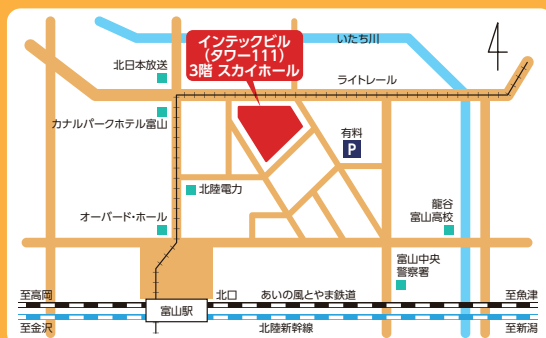 インテックビル
(タワー111)
3階 スカイホール
いたち川
北日本放送
ライトレール
カナルパークホテル富山
有料
P
北陸電力
オーバード・ホール
龍谷
富山高校
富山中央
警察署
至高岡
北口
あいの風とやま鉄道
至魚津
富山駅
至金沢
北陸新幹線
至新潟